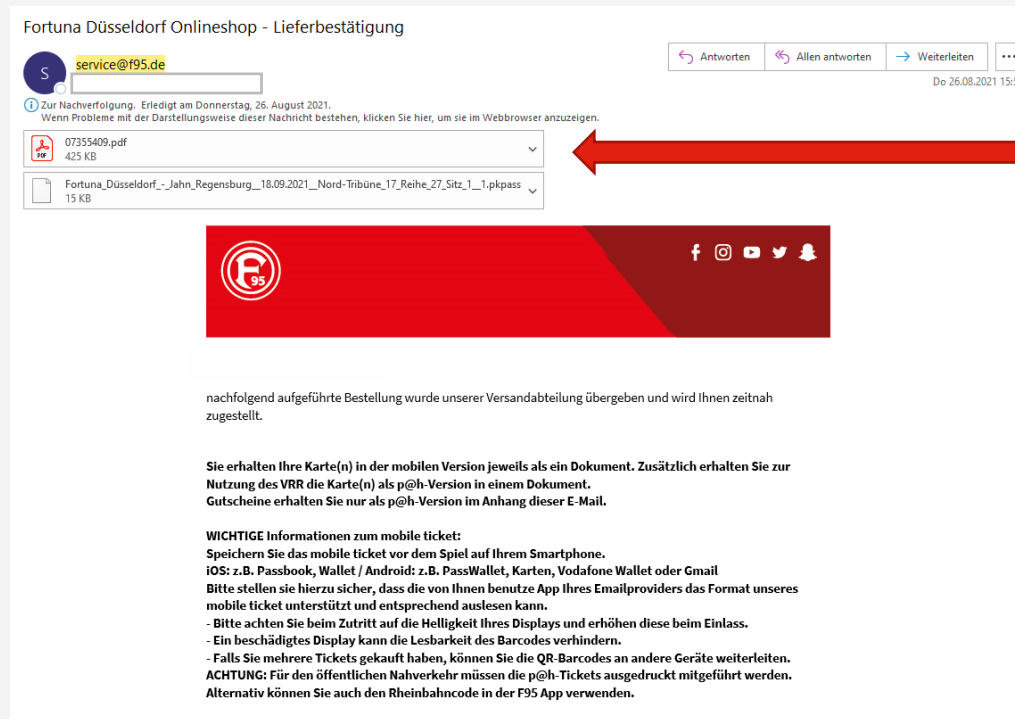 Fortuna Düsseldorf Onlineshop - Lieferbestätigung
S
service@f95.de
Antworten
Allen antworten
Weiterleiten
...
Do 26.08.2021
Zur Nachverfolgung. Erledigt am Donnerstag, 26. August 2021.
Wenn Probleme mit der Darstellungsweise dieser Nachricht bestehen, klicken Sie hier, um sie im Webbrowser anzuzeigen.
PDF
07355409.pdf
425 KB
Fortuna_Düsseldorf_-_Jahn_Regensburg__18.09.2021__Nord-Tribüne_17_Reihe_27_Sitz_1__1.pkpass
15 KB
F
95
nachfolgend aufgeführte Bestellung wurde unserer Versandabteilung übergeben und wird Ihnen zeitnah
zugestellt.
Sie erhalten Ihre Karte(n) in der mobilen Version jeweils als ein Dokument. Zusätzlich erhalten Sie zur
Nutzung des VRR die Karte(n) als p@h-Version in einem Dokument.
Gutscheine erhalten Sie nur als p@h-Version im Anhang dieser E-Mail.
WICHTIGE Informationen zum mobile ticket:
Speichern Sie das mobile ticket vor dem Spiel auf Ihrem Smartphone.
iOS: z.B. Passbook, Wallet / Android: z.B. PassWallet, Karten, Vodafone Wallet oder Gmail
Bitte stellen sie hierzu sicher, dass die von Ihnen benutze App Ihres Emailproviders das Format unseres
mobile ticket unterstützt und entsprechend auslesen kann.
- Bitte achten Sie beim Zutritt auf die Helligkeit Ihres Displays und erhöhen diese beim Einlass.
- Ein beschädigtes Display kann die Lesbarkeit des Barcodes verhindern.
- Falls Sie mehrere Tickets gekauft haben, können Sie die QR-Barcodes an andere Geräte weiterleiten.
ACHTUNG: Für den öffentlichen Nahverkehr müssen die p@h-Tickets ausgedruckt mitgeführt werden.
Alternativ können Sie auch den Rheinbahncode in der F95 App verwenden.